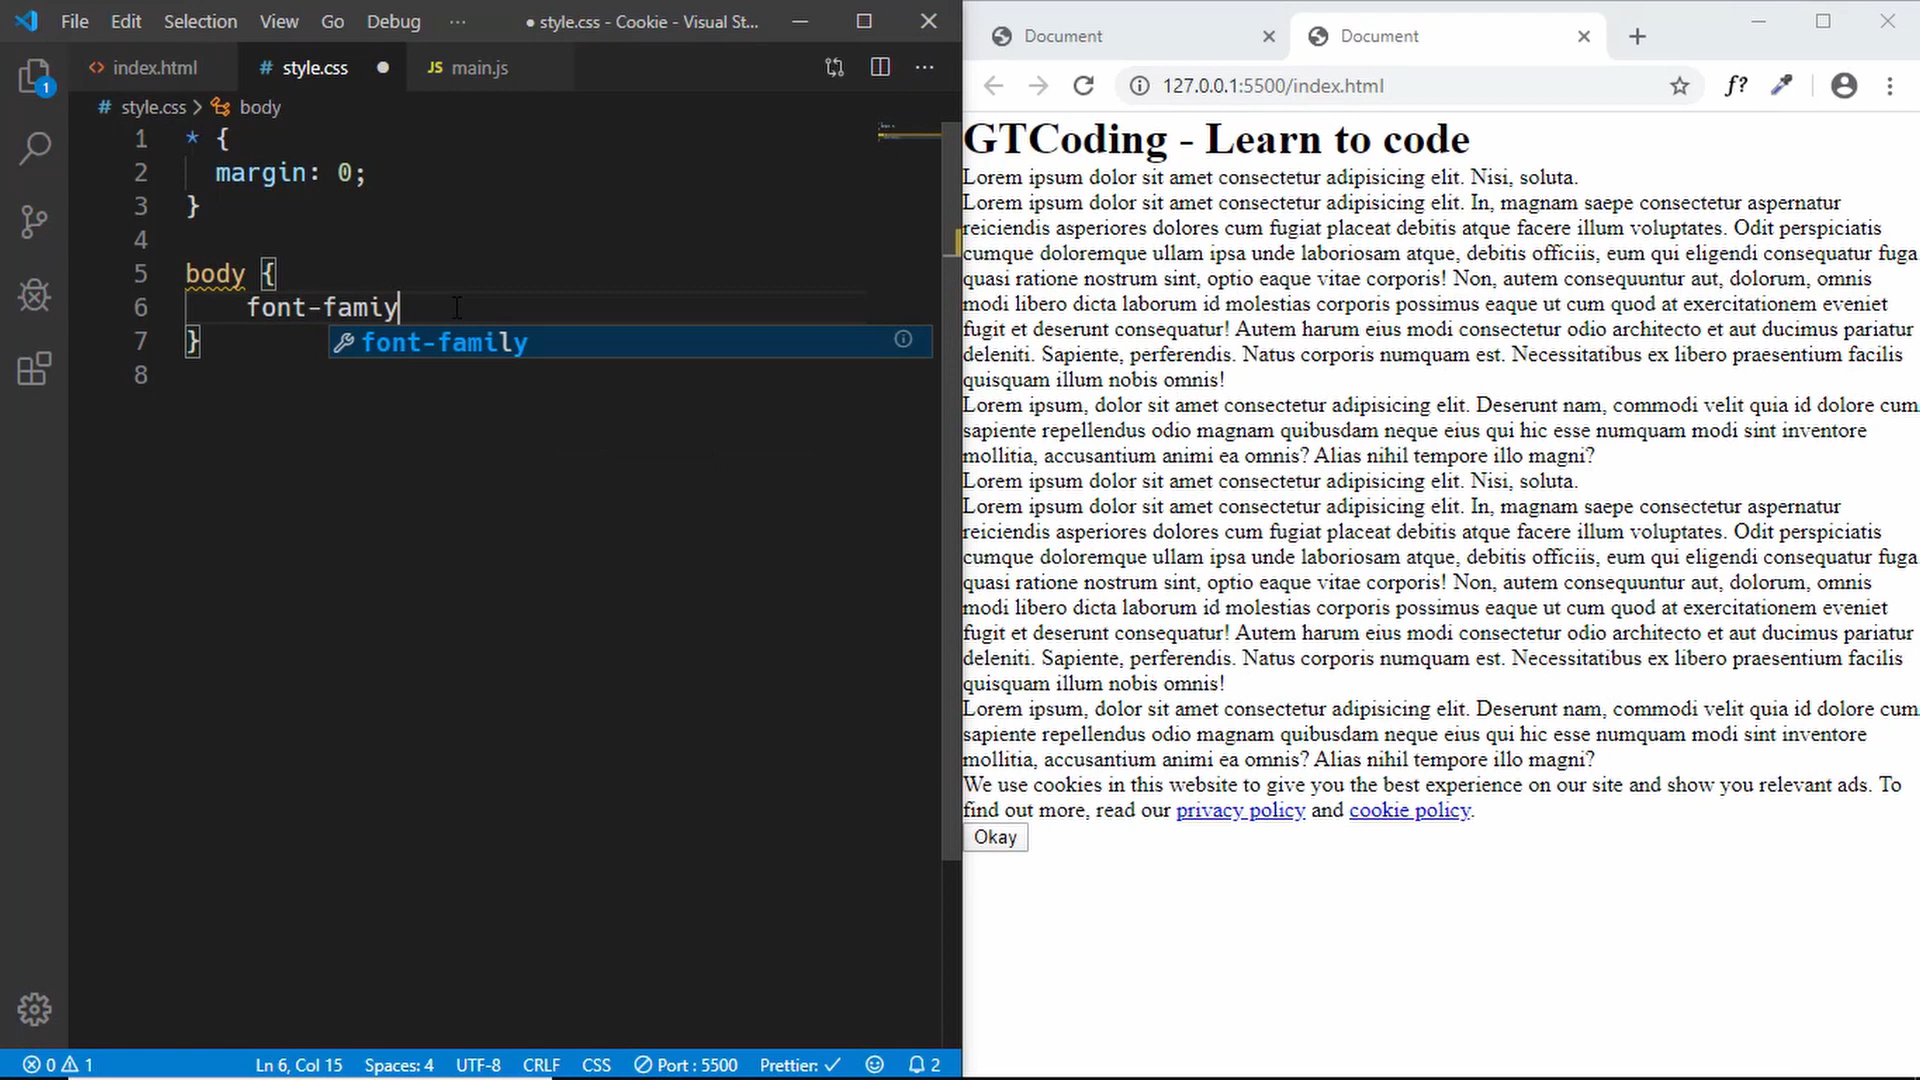 File Edit Selection View Go Debug ··· ● style.css - Cookie - Visual St...
<> index.html # style.css ● JS main.js ···
# style.css > body
1 * {
2 margin: 0;
3 }
4
5 body {
6 font-famiy
7 }
font-family
8
1
⊗ 0 ⚠ 1 Ln 6, Col 15 Spaces: 4 UTF-8 CRLF CSS Port : 5500 Prettier: ✓ 2
Document Document
127.0.0.1:5500/index.html f?
GTCoding - Learn to code
Lorem ipsum dolor sit amet consectetur adipisicing elit. Nisi, soluta.
Lorem ipsum dolor sit amet consectetur adipisicing elit. In, magnam saepe consectetur aspernatur
reiciendis asperiores dolores cum fugiat placeat debitis atque facere illum voluptates. Odit perspiciatis
cumque doloremque ullam ipsa unde laboriosam atque, debitis officiis, eum qui eligendi consequatur fuga
quasi ratione nostrum sint, optio eaque vitae corporis! Non, autem consequuntur aut, dolorum, omnis
modi libero dicta laborum id molestias corporis possimus eaque ut cum quod at exercitationem eveniet
fugit et deserunt consequatur! Autem harum eius modi consectetur odio architecto et aut ducimus pariatur
deleniti. Sapiente, perferendis. Natus corporis numquam est. Necessitatibus ex libero praesentium facilis
quisquam illum nobis omnis!
Lorem ipsum, dolor sit amet consectetur adipisicing elit. Deserunt nam, commodi velit quia id dolore cum
sapiente repellendus odio magnam quibusdam neque eius qui hic esse numquam modi sint inventore
mollitia, accusantium animi ea omnis? Alias nihil tempore illo magni?
Lorem ipsum dolor sit amet consectetur adipisicing elit. Nisi, soluta.
Lorem ipsum dolor sit amet consectetur adipisicing elit. In, magnam saepe consectetur aspernatur
reiciendis asperiores dolores cum fugiat placeat debitis atque facere illum voluptates. Odit perspiciatis
cumque doloremque ullam ipsa unde laboriosam atque, debitis officiis, eum qui eligendi consequatur fuga
quasi ratione nostrum sint, optio eaque vitae corporis! Non, autem consequuntur aut, dolorum, omnis
modi libero dicta laborum id molestias corporis possimus eaque ut cum quod at exercitationem eveniet
fugit et deserunt consequatur! Autem harum eius modi consectetur odio architecto et aut ducimus pariatur
deleniti. Sapiente, perferendis. Natus corporis numquam est. Necessitatibus ex libero praesentium facilis
quisquam illum nobis omnis!
Lorem ipsum, dolor sit amet consectetur adipisicing elit. Deserunt nam, commodi velit quia id dolore cum
sapiente repellendus odio magnam quibusdam neque eius qui hic esse numquam modi sint inventore
mollitia, accusantium animi ea omnis? Alias nihil tempore illo magni?
We use cookies in this website to give you the best experience on our site and show you relevant ads. To
find out more, read our privacy policy and cookie policy.
Okay